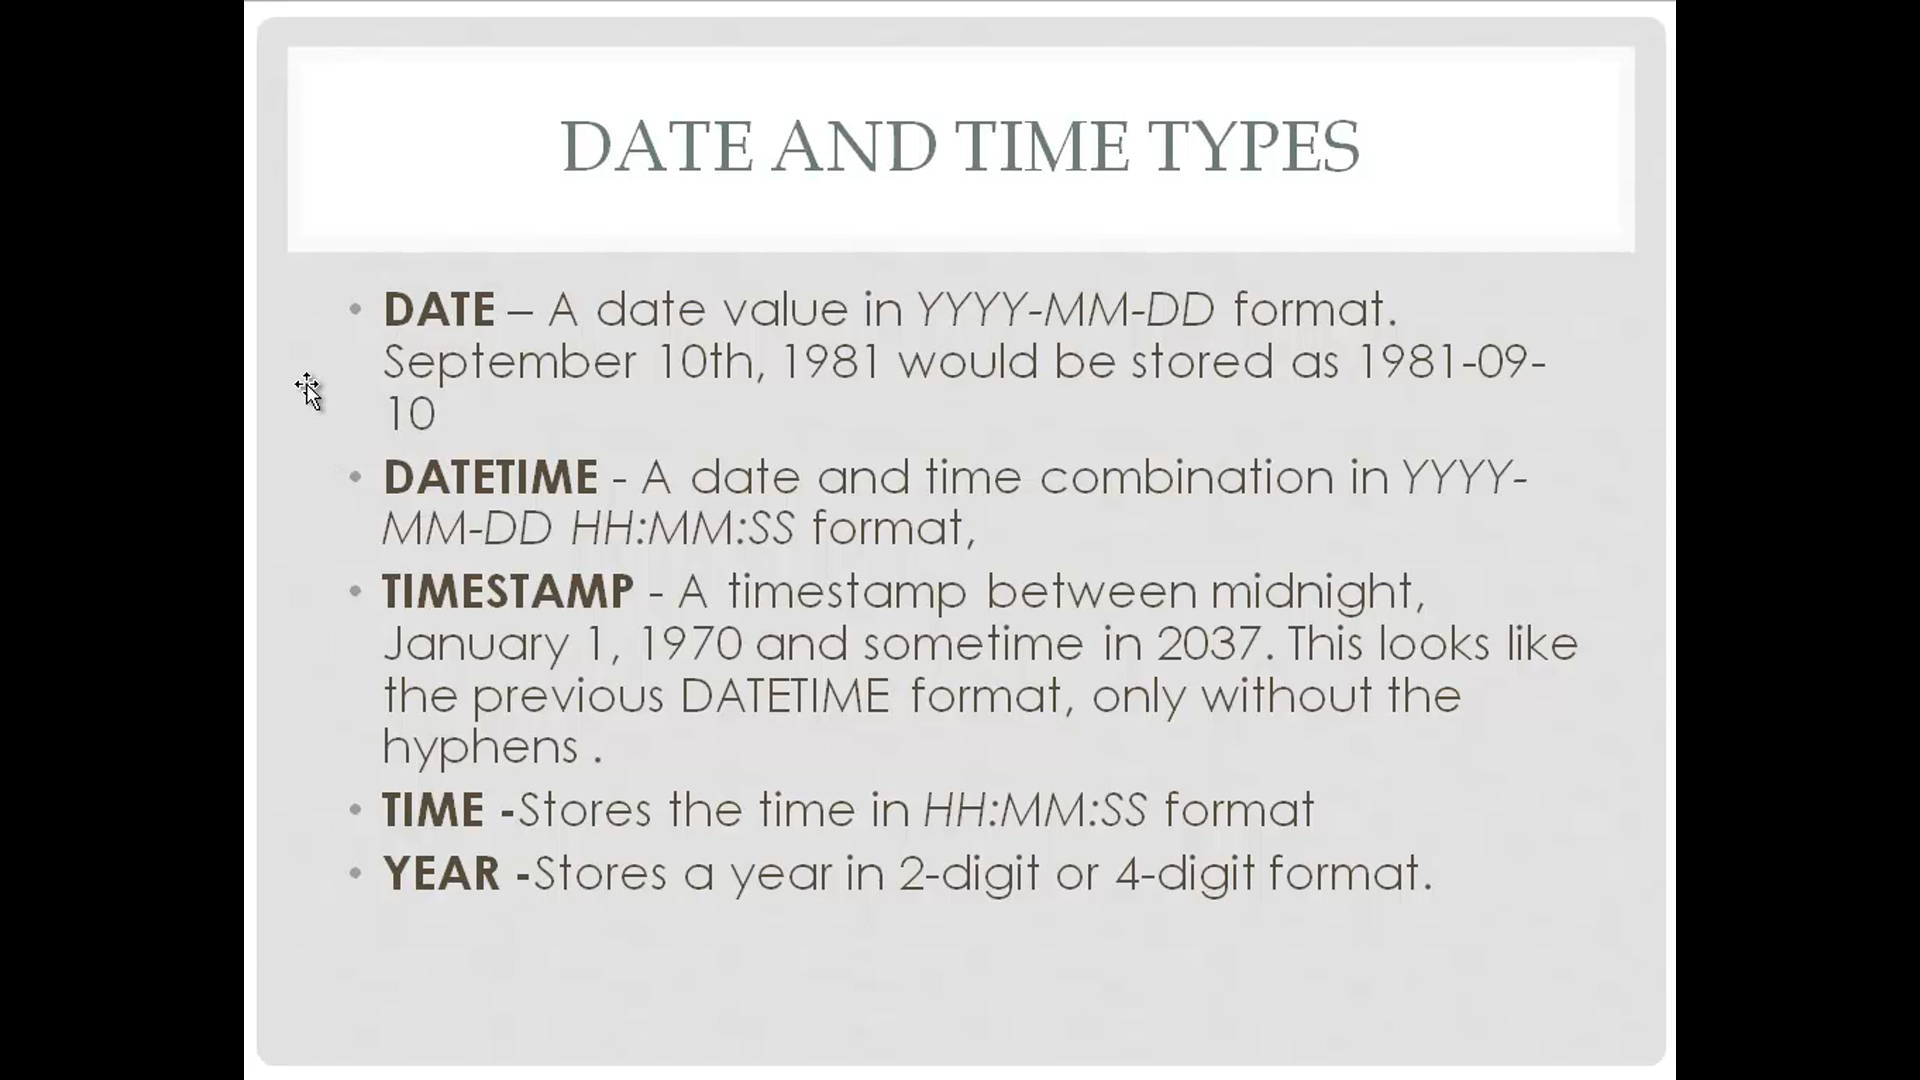 DATE AND TIME TYPES
• DATE – A date value in YYYY-MM-DD format.
September 10th, 1981 would be stored as 1981-09-
10
• DATETIME - A date and time combination in YYYY-
MM-DD HH:MM:SS format,
• TIMESTAMP - A timestamp between midnight,
January 1, 1970 and sometime in 2037. This looks like
the previous DATETIME format, only without the
hyphens .
• TIME -Stores the time in HH:MM:SS format
• YEAR -Stores a year in 2-digit or 4-digit format.